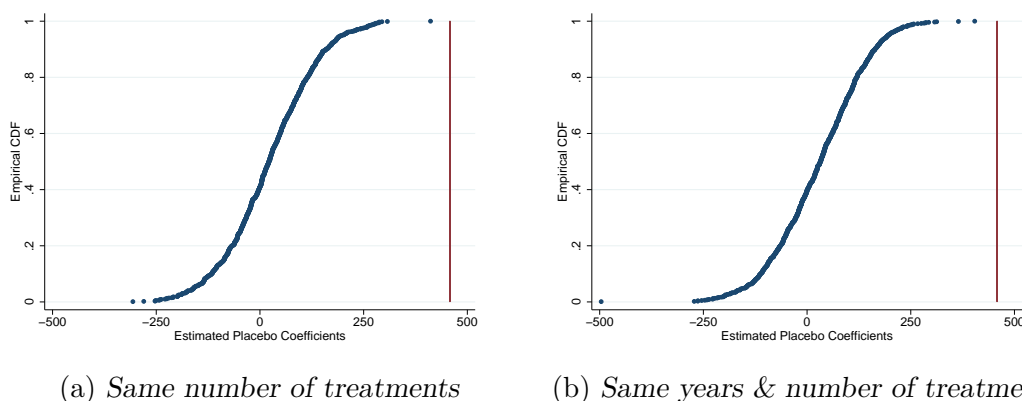 1
1
.8
.8
.6
.6
Empirical CDF
Empirical CDF
.4
.4
.2
.2
0
0
−500 −250 0 250 500
−500 −250 0 250 500
Estimated Placebo Coefficients
Estimated Placebo Coefficients
(a) Same number of treatments
(b) Same years & number of treatme